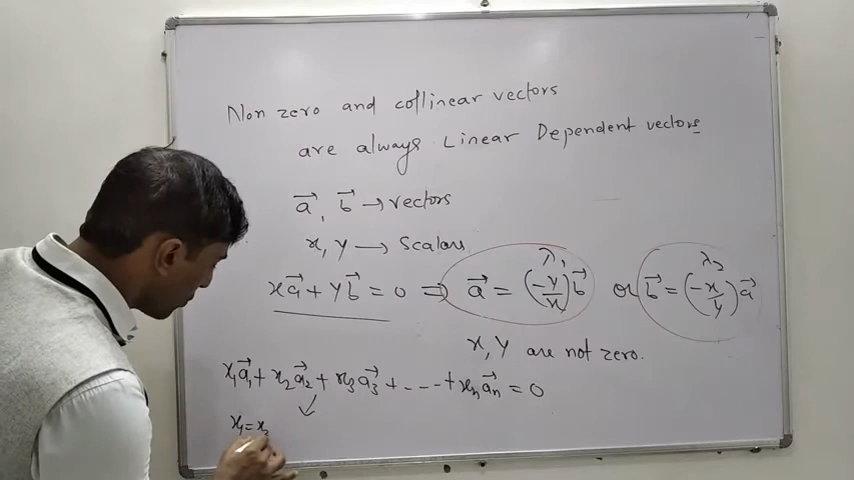 Non zero and collinear vectors
are always Linear Dependent vectors
a⃗, b⃗ → vectors
x, y → Scalars
xa⃗ + yb⃗ = 0 ⇒ a⃗ = (-y/x)b⃗ or b⃗ = (-x/y)a⃗
λ₁ λ₂
x, y are not zero.
x₁a⃗₁ + x₂a⃗₂ + x₃a⃗₃ + ---- + xₙa⃗ₙ = 0
x₁ = x₂